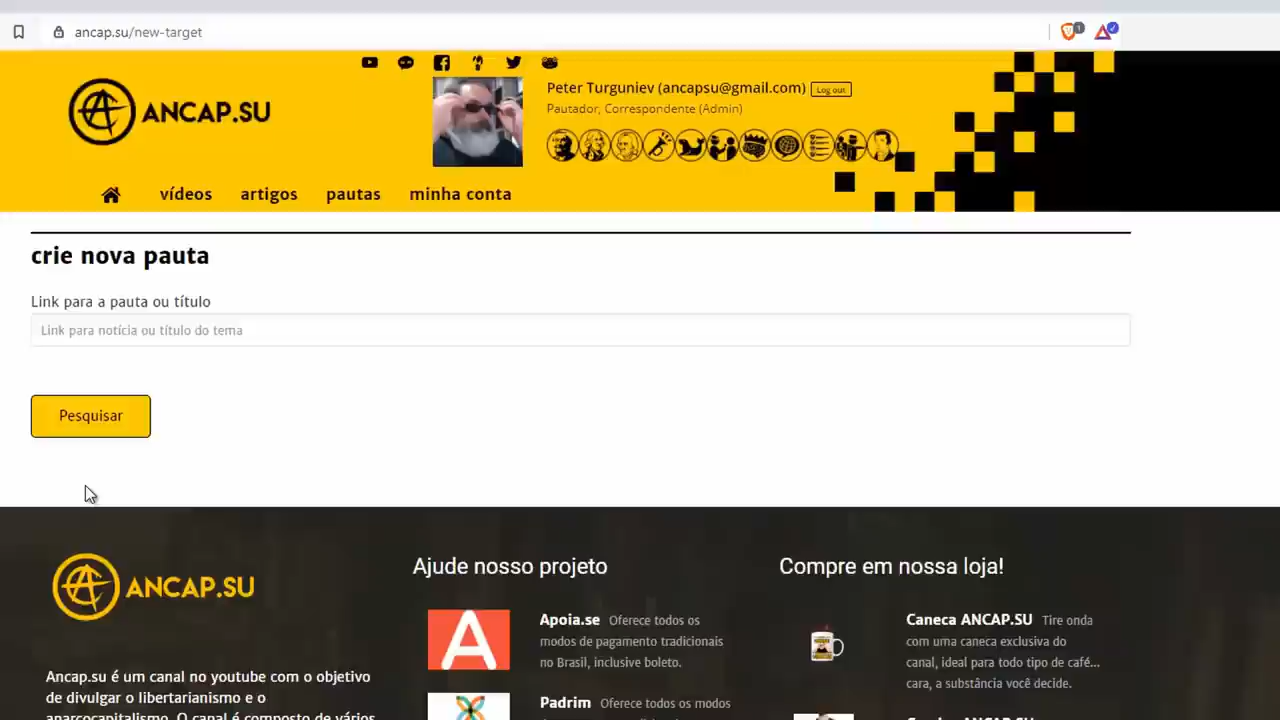 ancap.su/new-target
ANCAP.SU
Peter Turguniev (ancapsu@gmail.com) Log out
Pautador, Correspondente (Admin)
vídeos artigos pautas minha conta
crie nova pauta
Link para a pauta ou título
Link para notícia ou título do tema
Pesquisar
ANCAP.SU
Ancap.su é um canal no youtube com o objetivo
de divulgar o libertarianismo e o
anarcocapitalismo. O canal é composto de vários
Ajude nosso projeto
Apoia.se Oferece todos os
modos de pagamento tradicionais
no Brasil, inclusive boleto.
Padrim Oferece todos os modos
Compre em nossa loja!
Caneca ANCAP.SU Tire onda
com uma caneca exclusiva do
canal, ideal para todo tipo de café...
cara, a substância você decide.